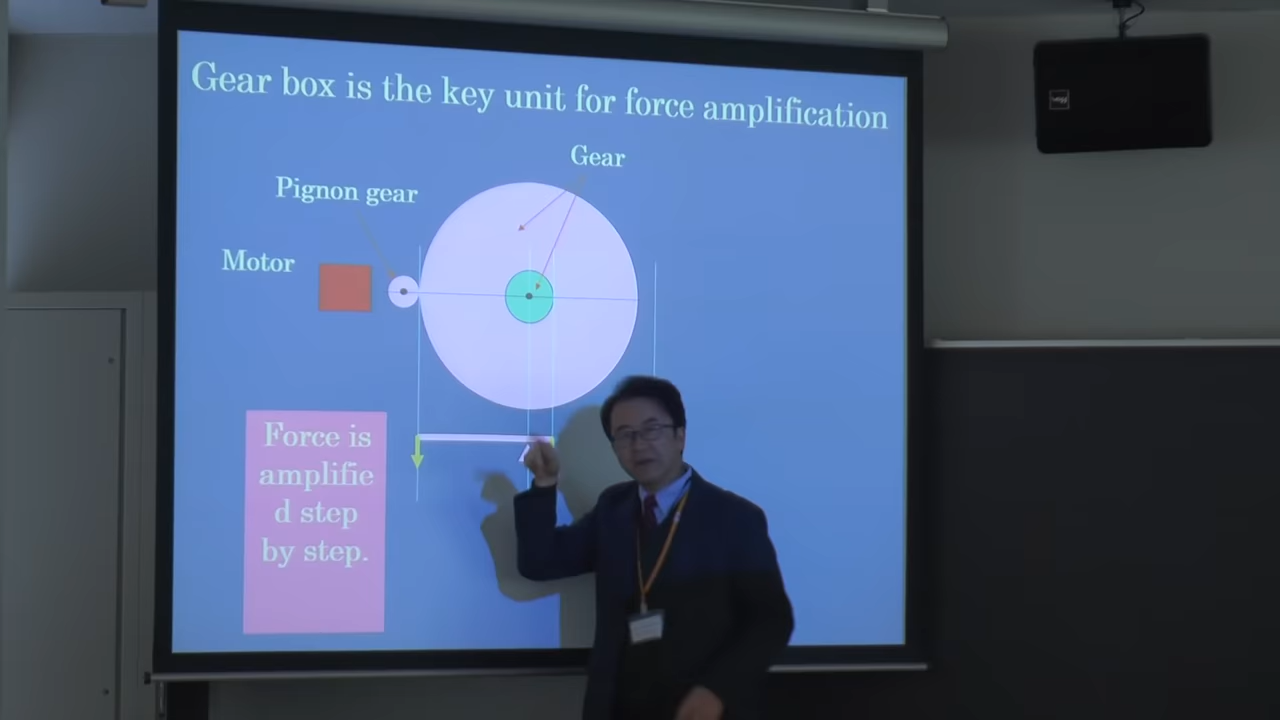 Gear box is the key unit for force amplification
Gear
Pignon gear
Motor
Force is
amplifie
d step
by step.